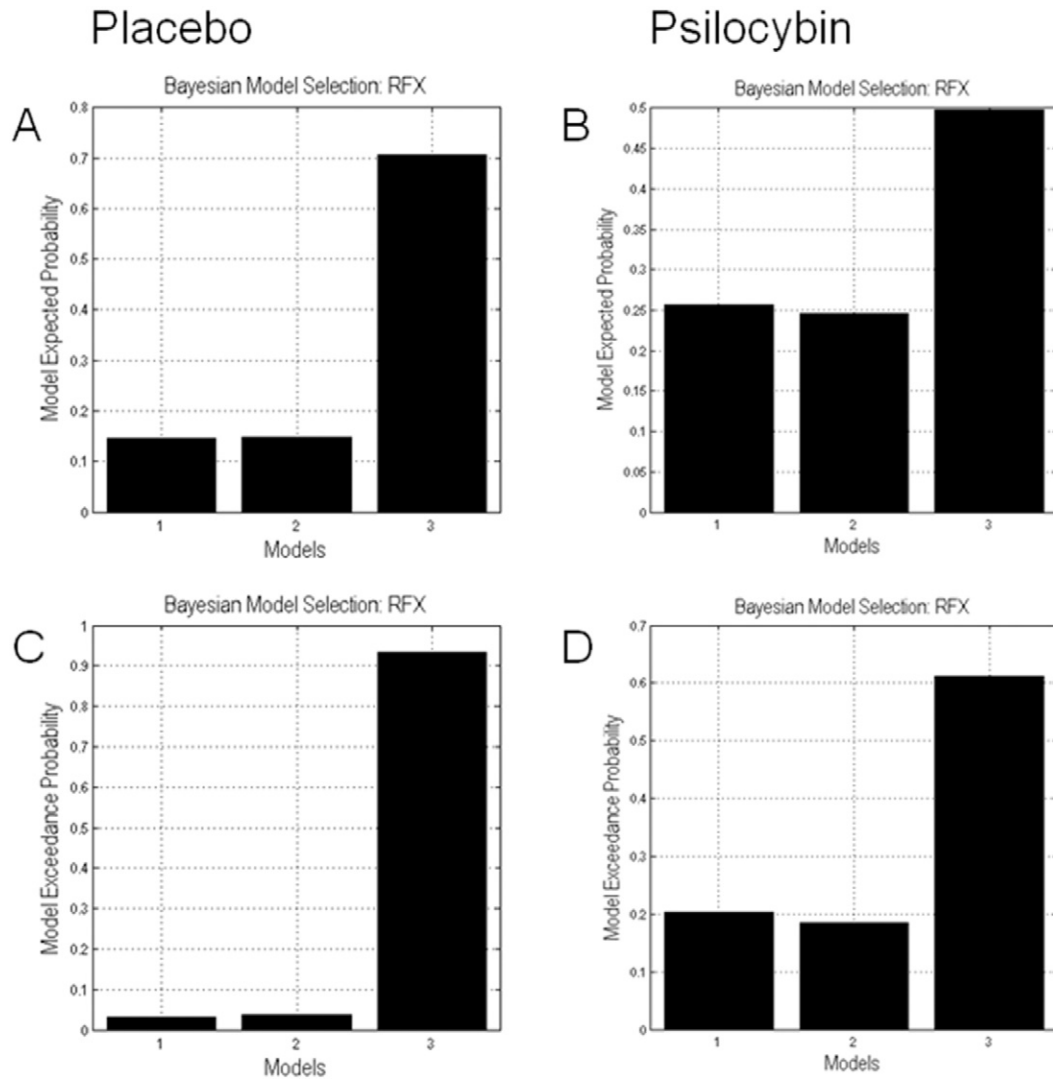 Placebo
Psilocybin
A
Bayesian Model Selection: RFX
Model Expected Probability
0.8
0.7
0.6
0.5
0.4
0.3
0.2
0.1
0
1 2 3
Models
B
Bayesian Model Selection: RFX
Model Expected Probability
0.5
0.45
0.4
0.35
0.3
0.25
0.2
0.15
0.1
0.05
0
1 2 3
Models
C
Bayesian Model Selection: RFX
Model Exceedance Probability
1
0.9
0.8
0.7
0.6
0.5
0.4
0.3
0.2
0.1
0
1 2 3
Models
D
Bayesian Model Selection: RFX
Model Exceedance Probability
0.7
0.6
0.5
0.4
0.3
0.2
0.1
0
1 2 3
Models